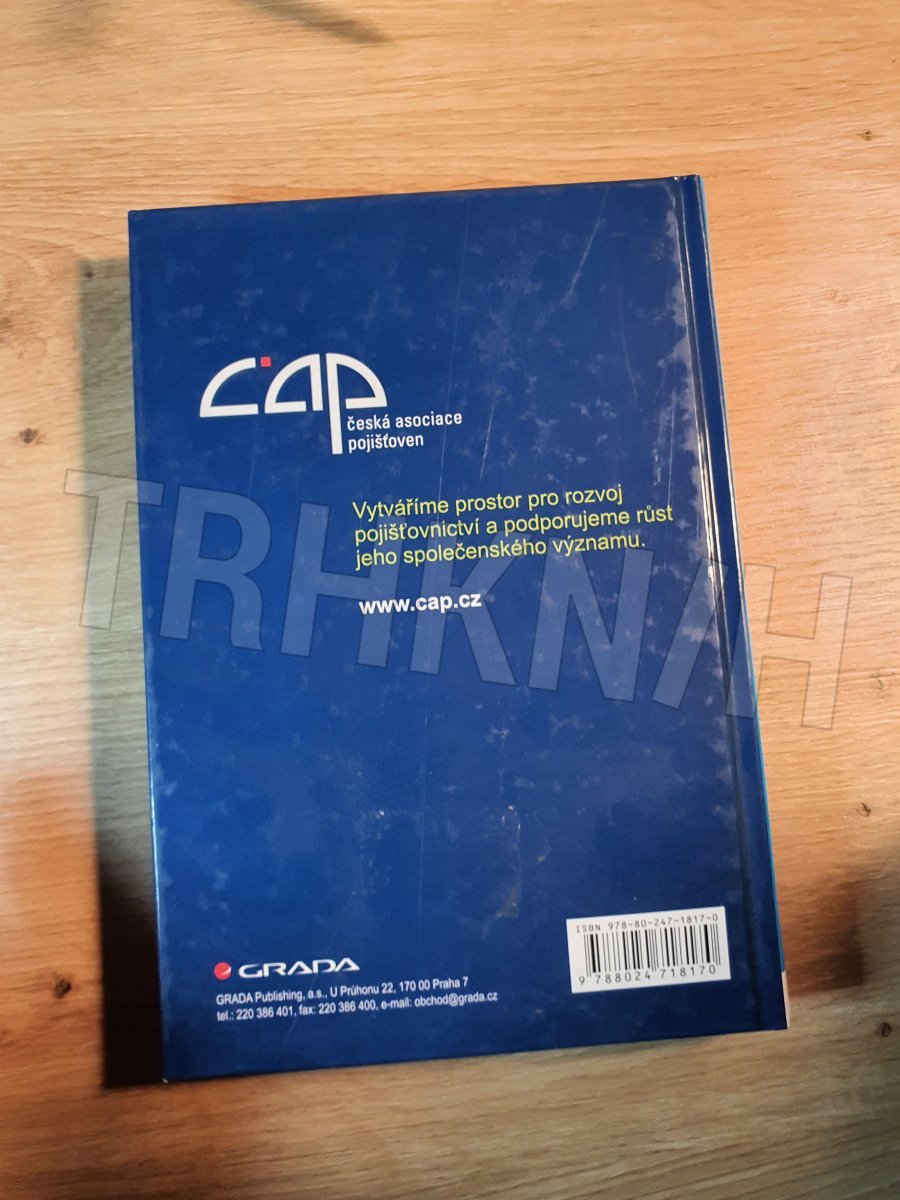 ČAP
česká asociace
pojišťoven
Vytváříme prostor pro rozvoj
pojišťovnictví a podporujeme růst
jeho společenského významu.
www.cap.cz
TRHKNIH
ISBN 978-80-247-1817-0
9 788024 718170
GRADA
GRADA Publishing, a.s., U Průhonu 22, 170 00 Praha 7
tel.: 220 386 401, fax: 220 386 400, e-mail: obchod@grada.cz